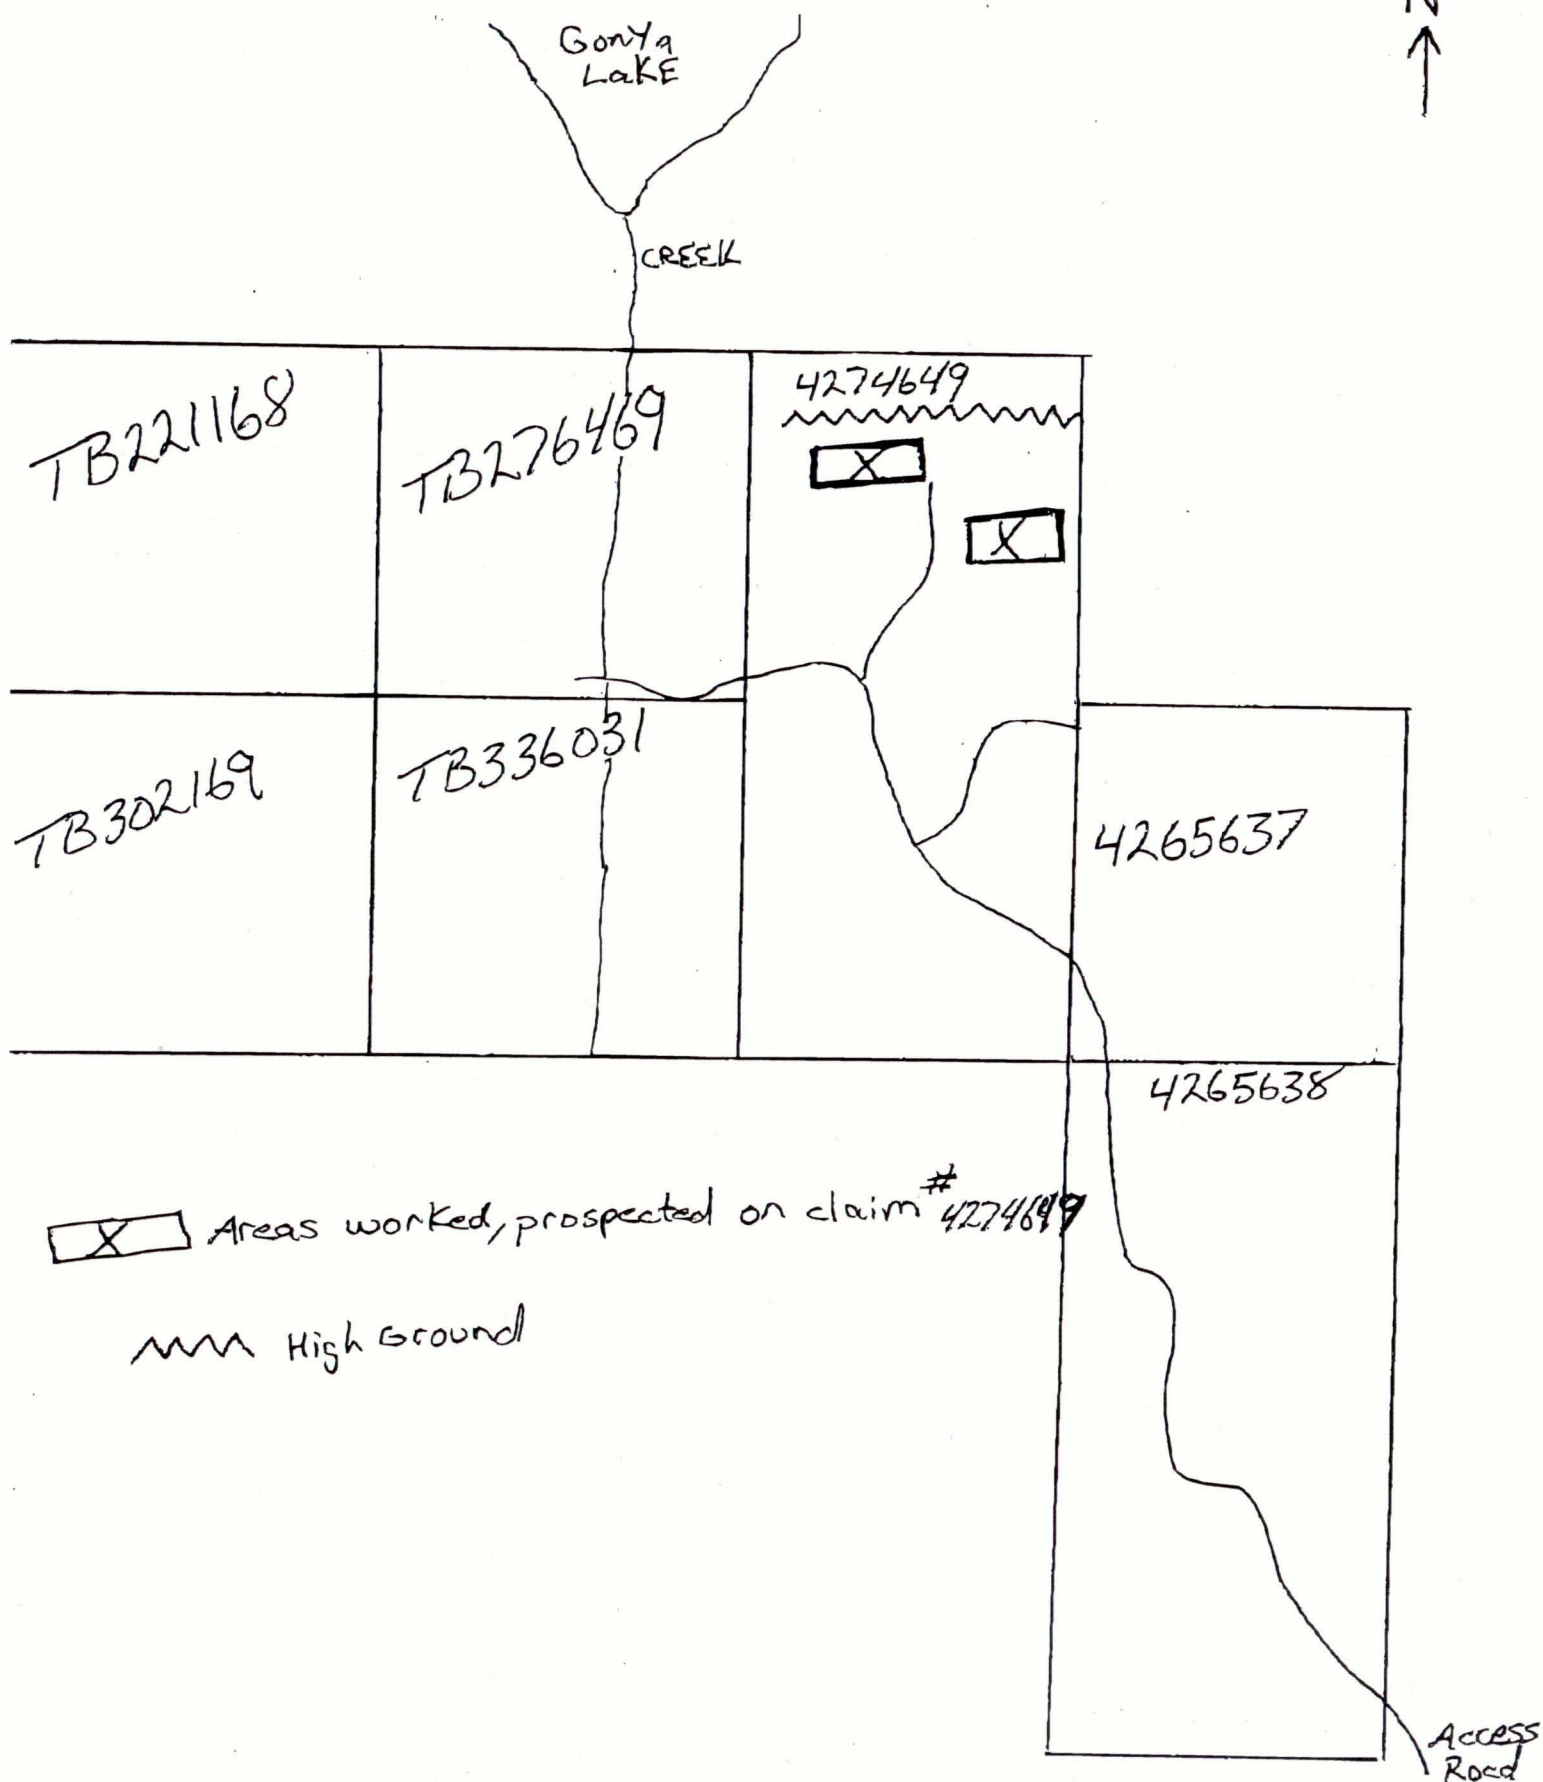 N
Gonya
Lake
CREEK
4274649
TB221168
TB276469
TB302169
TB336031
4265637
4265638
X
X
X Areas worked, prospected on claim # 4274649
High Ground
Access
Road